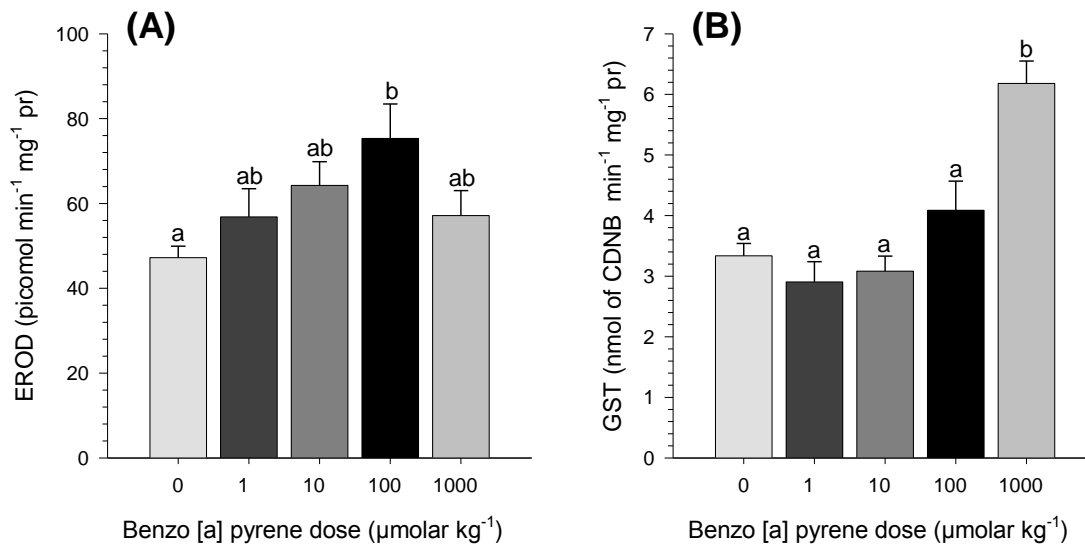 (A)
EROD (picomol min⁻¹ mg⁻¹ pr)
100
80
60
40
20
0
a
ab
ab
b
ab
0 1 10 100 1000
Benzo [a] pyrene dose (µmolar kg⁻¹)
(B)
GST (nmol of CDNB min⁻¹ mg⁻¹ pr)
7
6
5
4
3
2
1
0
a
a
a
a
b
0 1 10 100 1000
Benzo [a] pyrene dose (µmolar kg⁻¹)